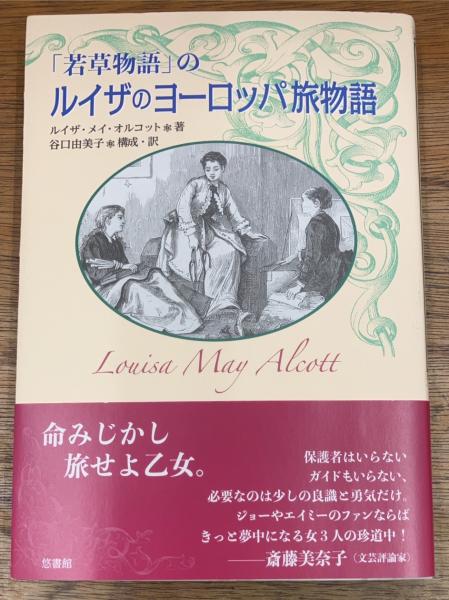 「若草物語」の
ルイザのヨーロッパ旅物語
ルイザ・メイ・オルコット❋著
谷口由美子❋構成・訳
Louisa May Alcott
命みじかし
旅せよ乙女。
保護者はいらない
ガイドもいらない、
必要なのは少しの良識と勇気だけ。
ジョーやエイミーのファンならば
きっと夢中になる女3人の珍道中!
——斎藤美奈子(文芸評論家)
悠書館